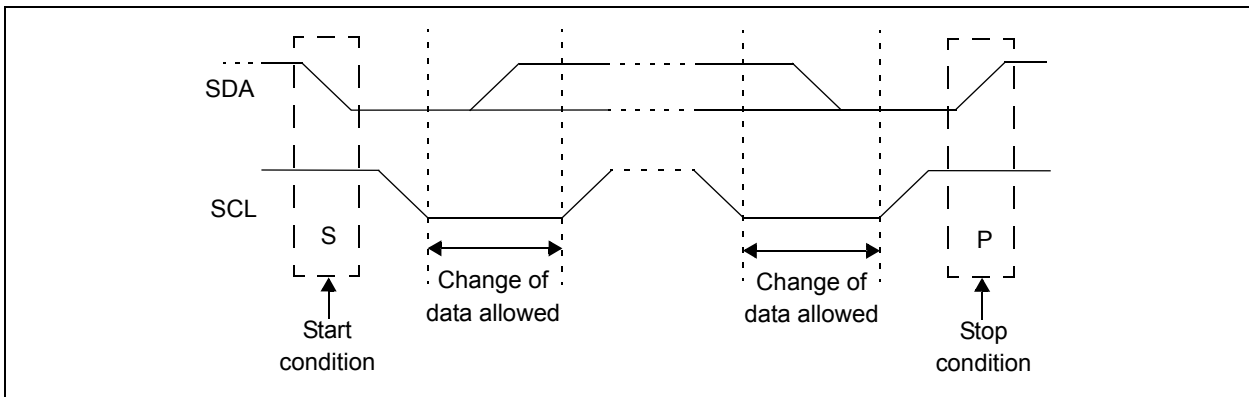 SDA
SCL
S
P
Change of
data allowed
Change of
data allowed
Start
condition
Stop
condition